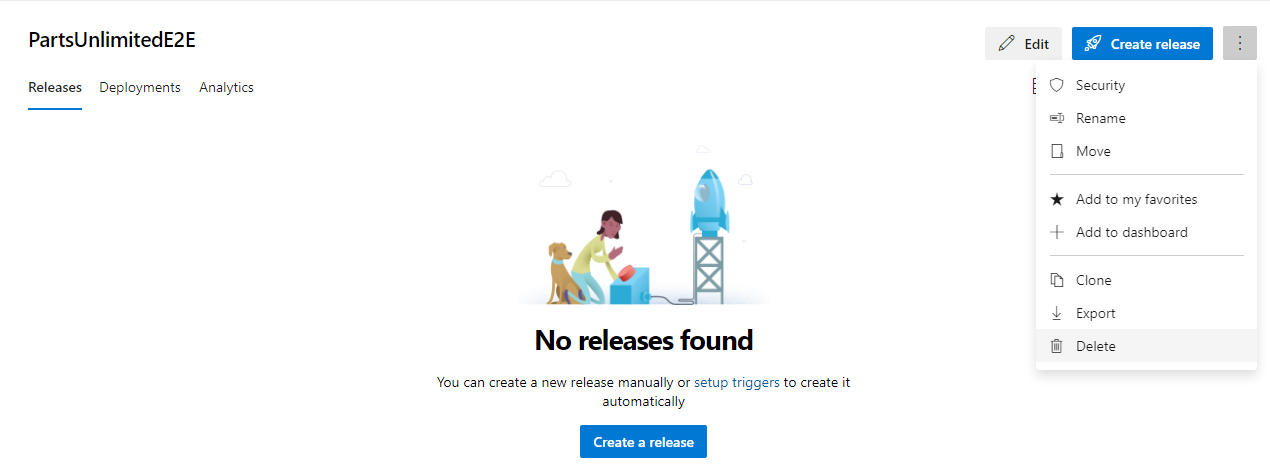 PartsUnlimitedE2E
Edit
Create release
Releases
Deployments
Analytics
Security
Rename
Move
Add to my favorites
Add to dashboard
Clone
Export
Delete
No releases found
You can create a new release manually or setup triggers to create it
automatically
Create a release